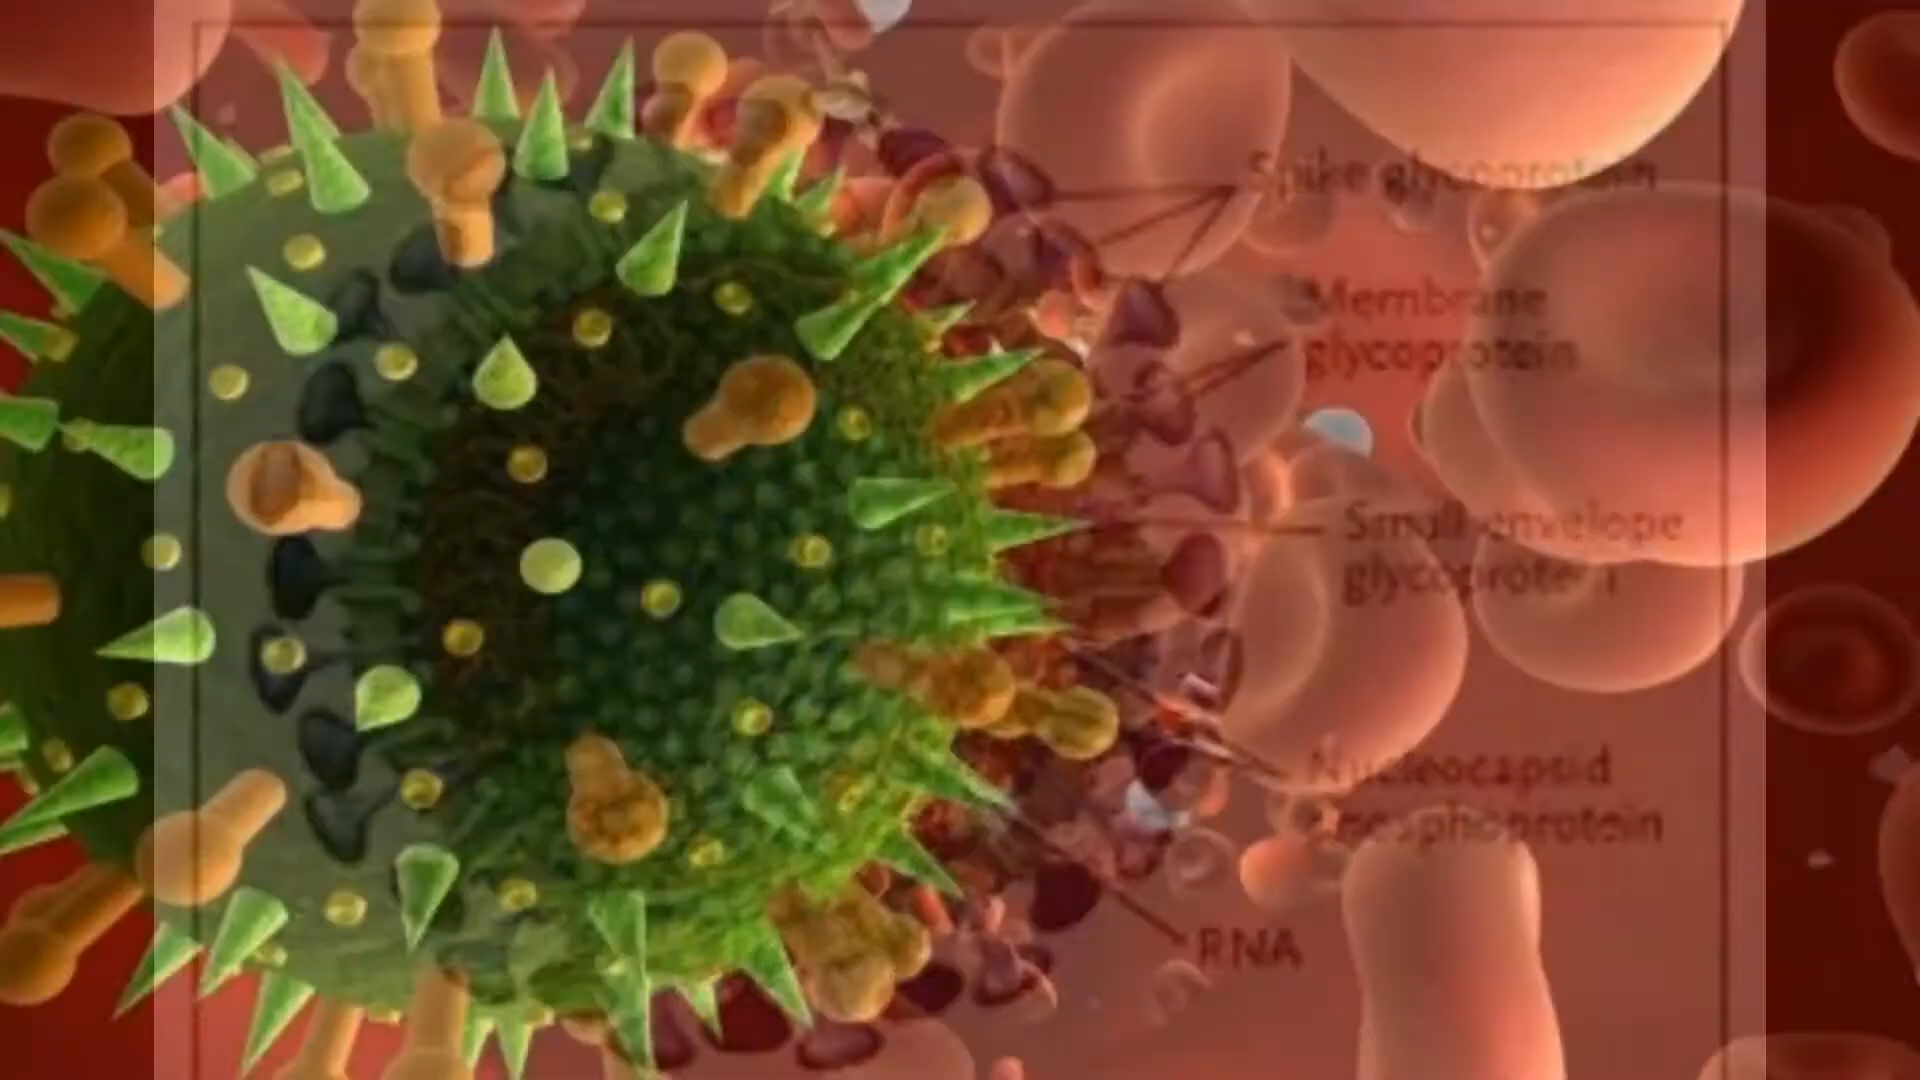 Spike glycoprotein
Membrane
glycoprotein
Small envelope
glycoprotein
Nucleocapsid
phosphoprotein
RNA